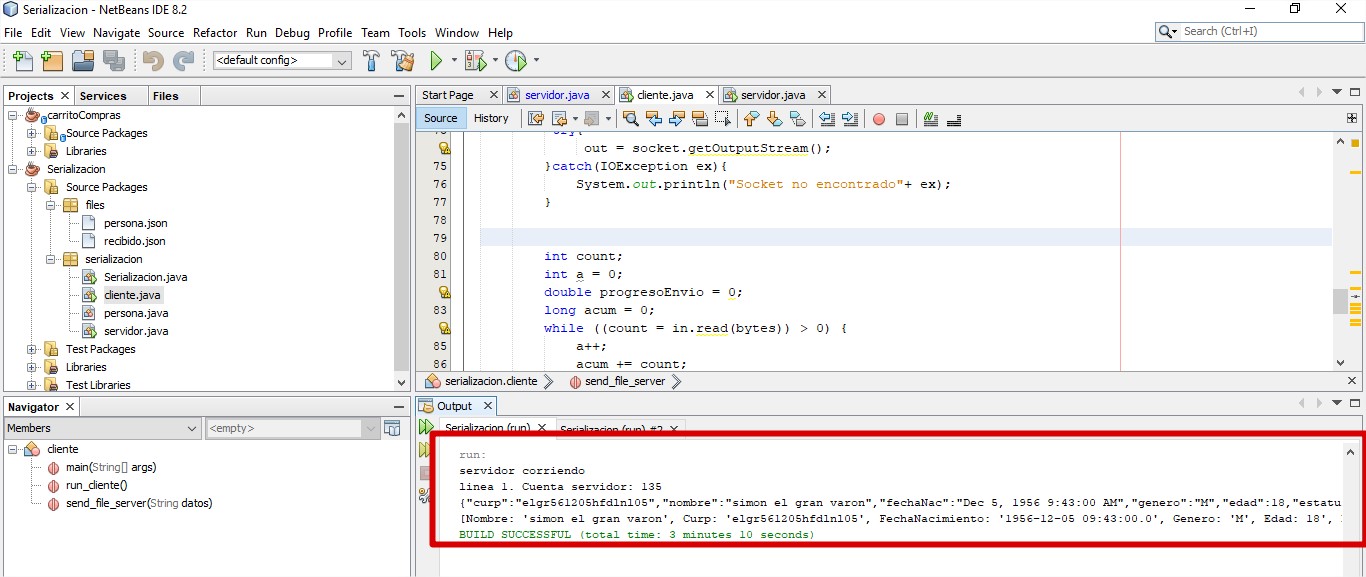 Serializacion - NetBeans IDE 8.2
File Edit View Navigate Source Refactor Run Debug Profile Team Tools Window Help
Search (Ctrl+I)
<default config>
Projects Services Files
carritoCompras
Source Packages
Libraries
Serializacion
Source Packages
files
persona.json
recibido.json
serializacion
Serializacion.java
cliente.java
persona.java
servidor.java
Test Packages
Libraries
Test Libraries
Navigator
Members
<empty>
cliente
main(String[] args)
run_cliente()
send_file_server(String datos)
Start Page servidor.java cliente.java servidor.java
Source History
out = socket.getOutputStream();
75 }catch(IOException ex){
76 System.out.println("Socket no encontrado"+ ex);
77 }
78
79
80 int count;
81 int a = 0;
double progresoEnvio = 0;
83 long acum = 0;
while ((count = in.read(bytes)) > 0) {
85 a++;
86 acum += count;
serializacion.cliente send_file_server
Output
Serializacion (run) Serializacion (run) #2
run:
servidor corriendo
linea 1. Cuenta servidor: 135
{"curp":"elgr561205hfdlnl05","nombre":"simon el gran varon","fechaNac":"Dec 5, 1956 9:43:00 AM","genero":"M","edad":18,"estatu
[Nombre: 'simon el gran varon', Curp: 'elgr561205hfdlnl05', FechaNacimiento: '1956-12-05 09:43:00.0', Genero: 'M', Edad: 18',
BUILD SUCCESSFUL (total time: 3 minutes 10 seconds)